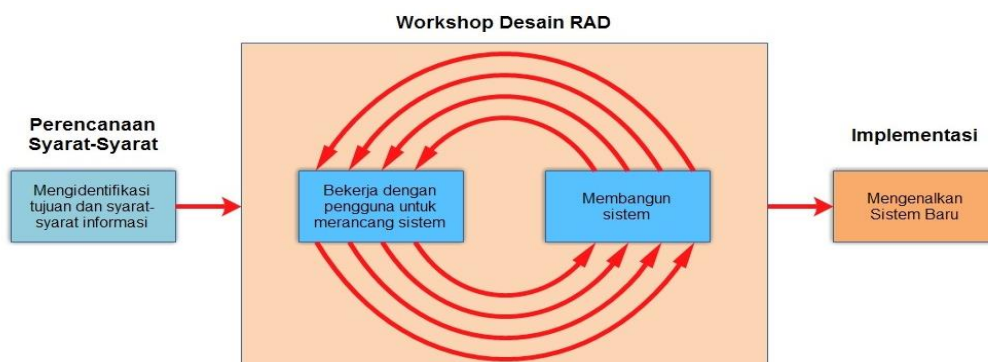 Workshop Desain RAD
Perencanaan
Syarat-Syarat
Mengidentifikasi
tujuan dan syarat-
syarat informasi
Bekerja dengan
pengguna untuk
merancang sistem
Membangun
sistem
Implementasi
Mengenalkan
Sistem Baru